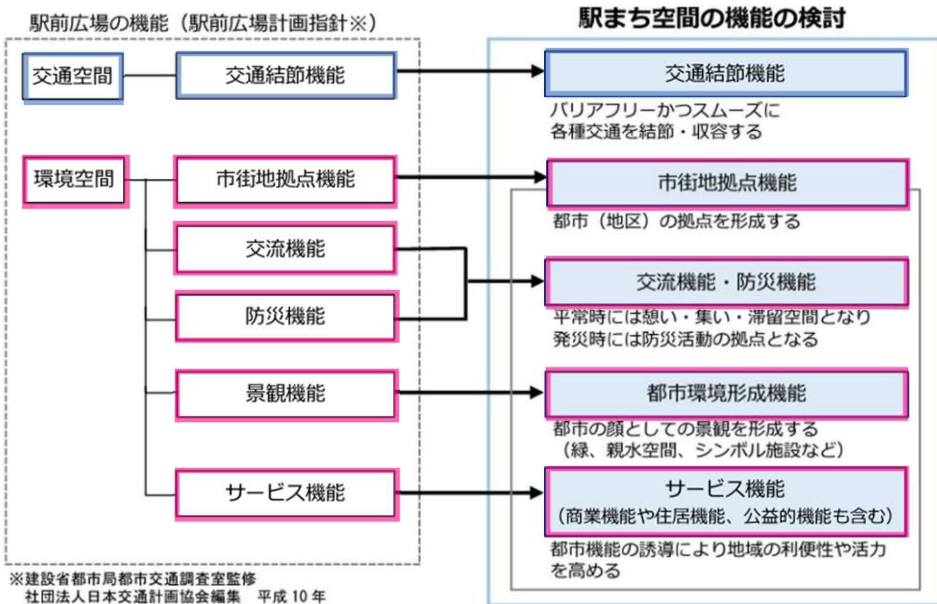 駅前広場の機能（駅前広場計画指針※）
交通空間
交通結節機能
環境空間
市街地拠点機能
交流機能
防災機能
景観機能
サービス機能
※建設省都市局都市交通調査室監修
社団法人日本交通計画協会編集　平成10年
駅まち空間の機能の検討
交通結節機能
バリアフリーかつスムーズに
各種交通を結節・収容する
市街地拠点機能
都市（地区）の拠点を形成する
交流機能・防災機能
平常時には憩い・集い・滞留空間となり
発災時には防災活動の拠点となる
都市環境形成機能
都市の顔としての景観を形成する
（緑、親水空間、シンボル施設など）
サービス機能
（商業機能や住居機能、公益的機能も含む）
都市機能の誘導により地域の利便性や活力
を高める